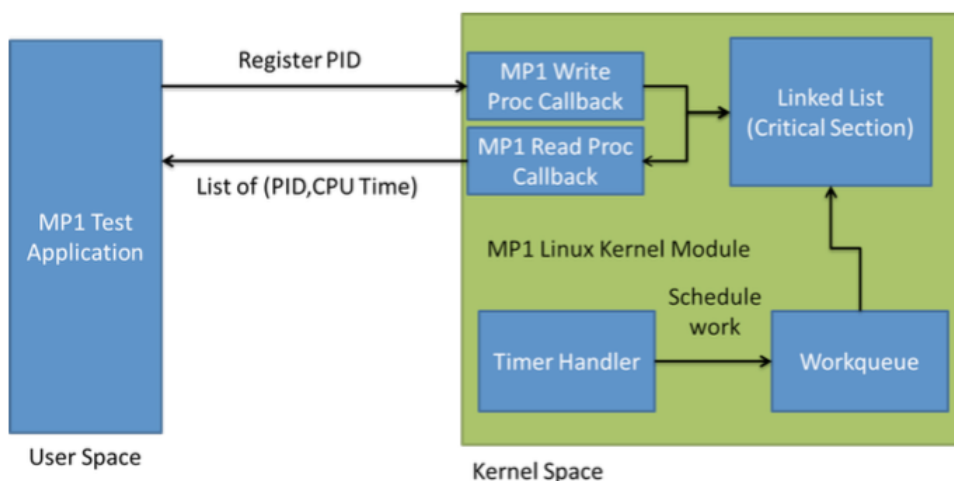 Register PID
MP1 Write
Proc Callback
Linked List
(Critical Section)
MP1 Read Proc
Callback
List of (PID,CPU Time)
MP1 Test
Application
MP1 Linux Kernel Module
Schedule
work
Timer Handler
Workqueue
User Space
Kernel Space